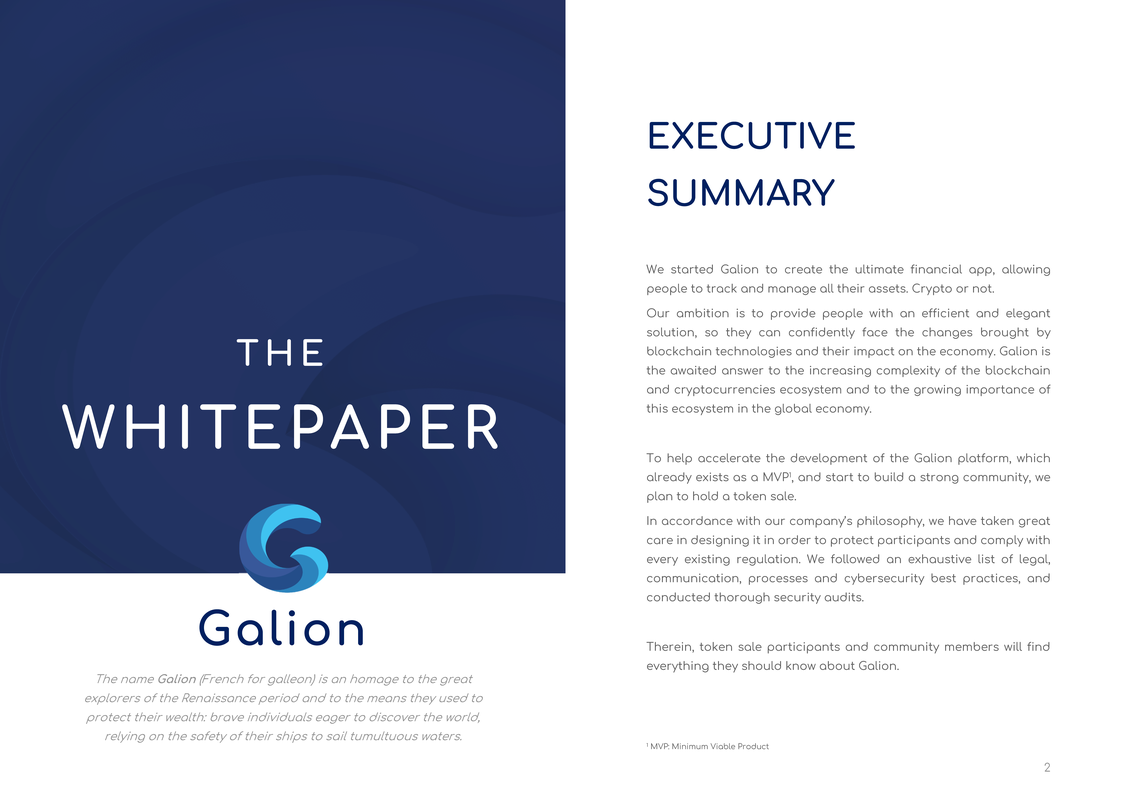 THE
WHITEPAPER
Galion
The name Galion (French for galleon) is an homage to the great
explorers of the Renaissance period and to the means they used to
protect their wealth: brave individuals eager to discover the world,
relying on the safety of their ships to sail tumultuous waters.
EXECUTIVE
SUMMARY
We started Galion to create the ultimate financial app, allowing
people to track and manage all their assets. Crypto or not.
Our ambition is to provide people with an efficient and elegant
solution, so they can confidently face the changes brought by
blockchain technologies and their impact on the economy. Galion is
the awaited answer to the increasing complexity of the blockchain
and cryptocurrencies ecosystem and to the growing importance of
this ecosystem in the global economy.
To help accelerate the development of the Galion platform, which
already exists as a MVP¹, and start to build a strong community, we
plan to hold a token sale.
In accordance with our company's philosophy, we have taken great
care in designing it in order to protect participants and comply with
every existing regulation. We followed an exhaustive list of legal,
communication, processes and cybersecurity best practices, and
conducted thorough security audits.
Therein, token sale participants and community members will find
everything they should know about Galion.
¹ MVP: Minimum Viable Product
2